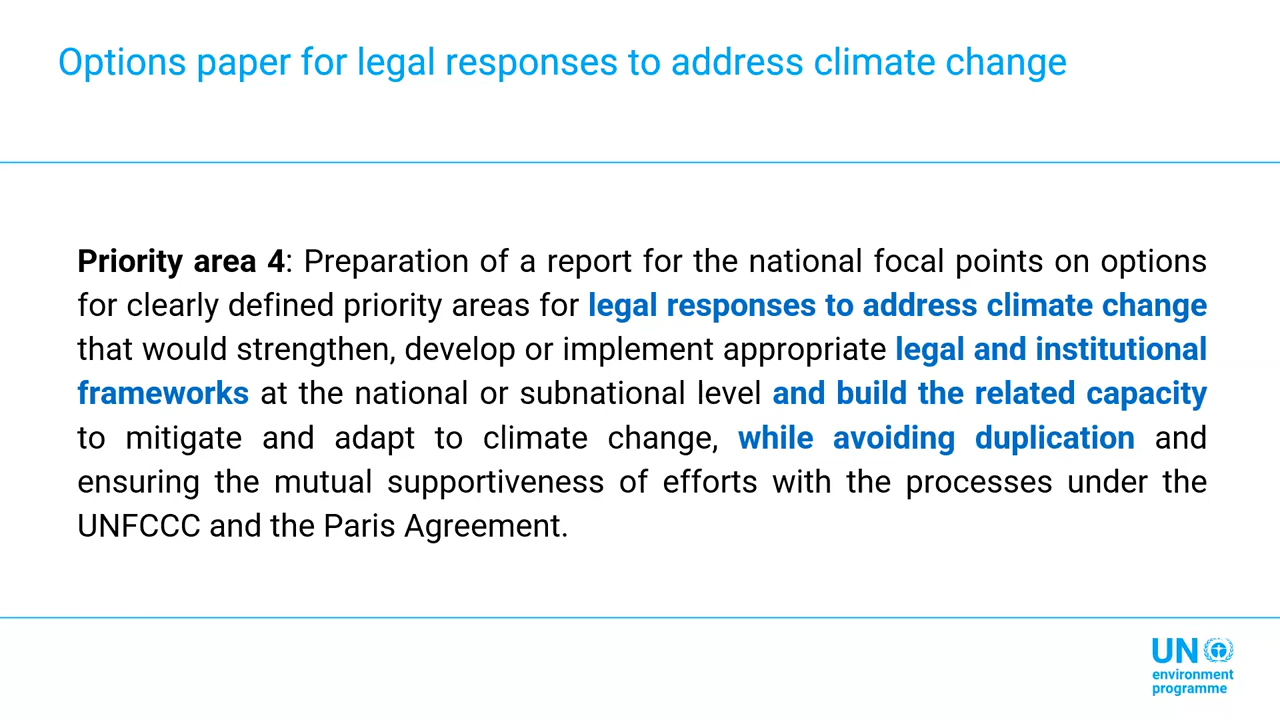 Options paper for legal responses to address climate change
Priority area 4: Preparation of a report for the national focal points on options
for clearly defined priority areas for legal responses to address climate change
that would strengthen, develop or implement appropriate legal and institutional
frameworks at the national or subnational level and build the related capacity
to mitigate and adapt to climate change, while avoiding duplication and
ensuring the mutual supportiveness of efforts with the processes under the
UNFCCC and the Paris Agreement.
UN
environment
programme